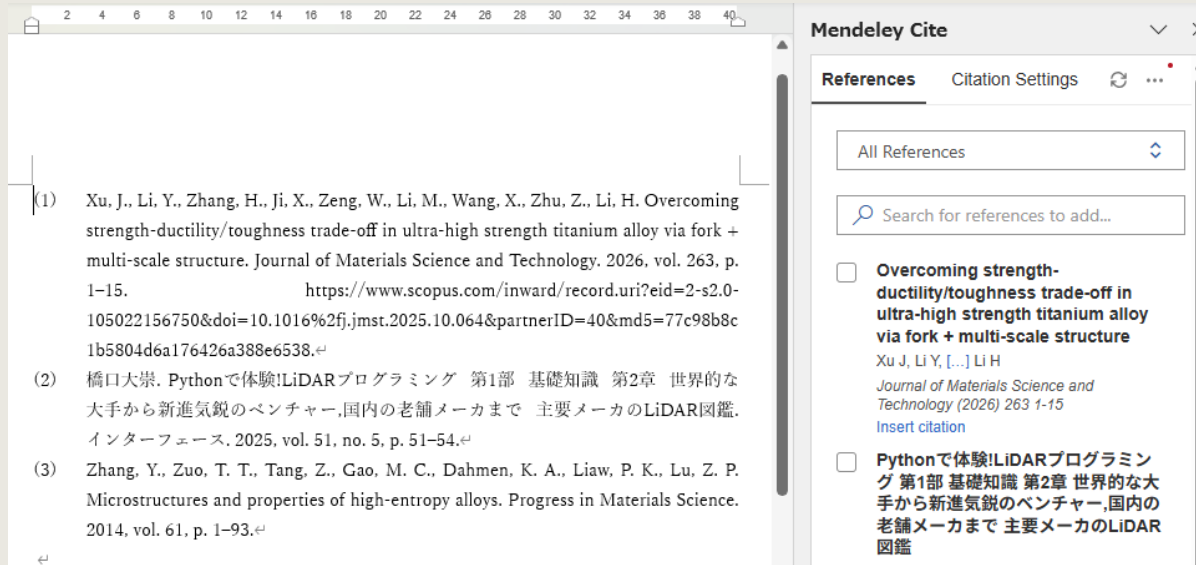 2 4 6 8 10 12 14 16 18 20 22 24 26 28 30 32 34 36 38 40
(1) Xu, J., Li, Y., Zhang, H., Ji, X., Zeng, W., Li, M., Wang, X., Zhu, Z., Li, H. Overcoming
strength-ductility/toughness trade-off in ultra-high strength titanium alloy via fork +
multi-scale structure. Journal of Materials Science and Technology. 2026, vol. 263, p.
1–15. https://www.scopus.com/inward/record.uri?eid=2-s2.0-
105022156750&doi=10.1016%2fj.jmst.2025.10.064&partnerID=40&md5=77c98b8c
1b5804d6a176426a388e6538.↵
(2) 橋口大崇. Pythonで体験!LiDARプログラミング 第1部 基礎知識 第2章 世界的な
大手から新進気鋭のベンチャー,国内の老舗メーカまで 主要メーカのLiDAR図鑑.
インターフェース. 2025, vol. 51, no. 5, p. 51–54.↵
(3) Zhang, Y., Zuo, T. T., Tang, Z., Gao, M. C., Dahmen, K. A., Liaw, P. K., Lu, Z. P.
Microstructures and properties of high-entropy alloys. Progress in Materials Science.
2014, vol. 61, p. 1–93.↵
↵
Mendeley Cite
References Citation Settings
All References
Search for references to add...
Overcoming strength-
ductility/toughness trade-off in
ultra-high strength titanium alloy
via fork + multi-scale structure
Xu J, Li Y, [...] Li H
Journal of Materials Science and
Technology (2026) 263 1-15
Insert citation
Pythonで体験!LiDARプログラミン
グ 第1部 基礎知識 第2章 世界的な大
手から新進気鋭のベンチャー,国内の
老舗メーカまで 主要メーカのLiDAR
図鑑